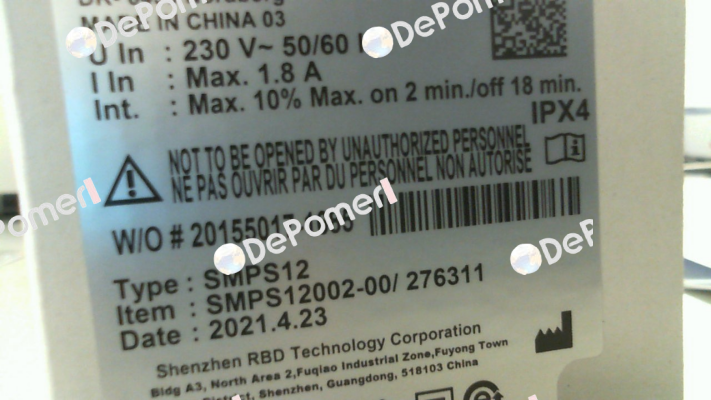 MADE IN CHINA 03
U In : 230 V~ 50/60
I In : Max. 1.8 A
Int. : Max. 10% Max. on 2 min./off 18 min.
IPX4
NOT TO BE OPENED BY UNAUTHORIZED PERSONNEL
NE PAS OUVRIR PAR DU PERSONNEL NON AUTORISE
W/O #
Type : SMPS12
Item : SMPS12002-00/ 276311
Date : 2021.4.23
Shenzhen RBD Technology Corporation
Bldg A3, North Area 2,Fuqiao Industrial Zone,Fuyong Town
District, Shenzhen, Guangdong, 518103 China
DePomerl
DePomerl
DePomerl